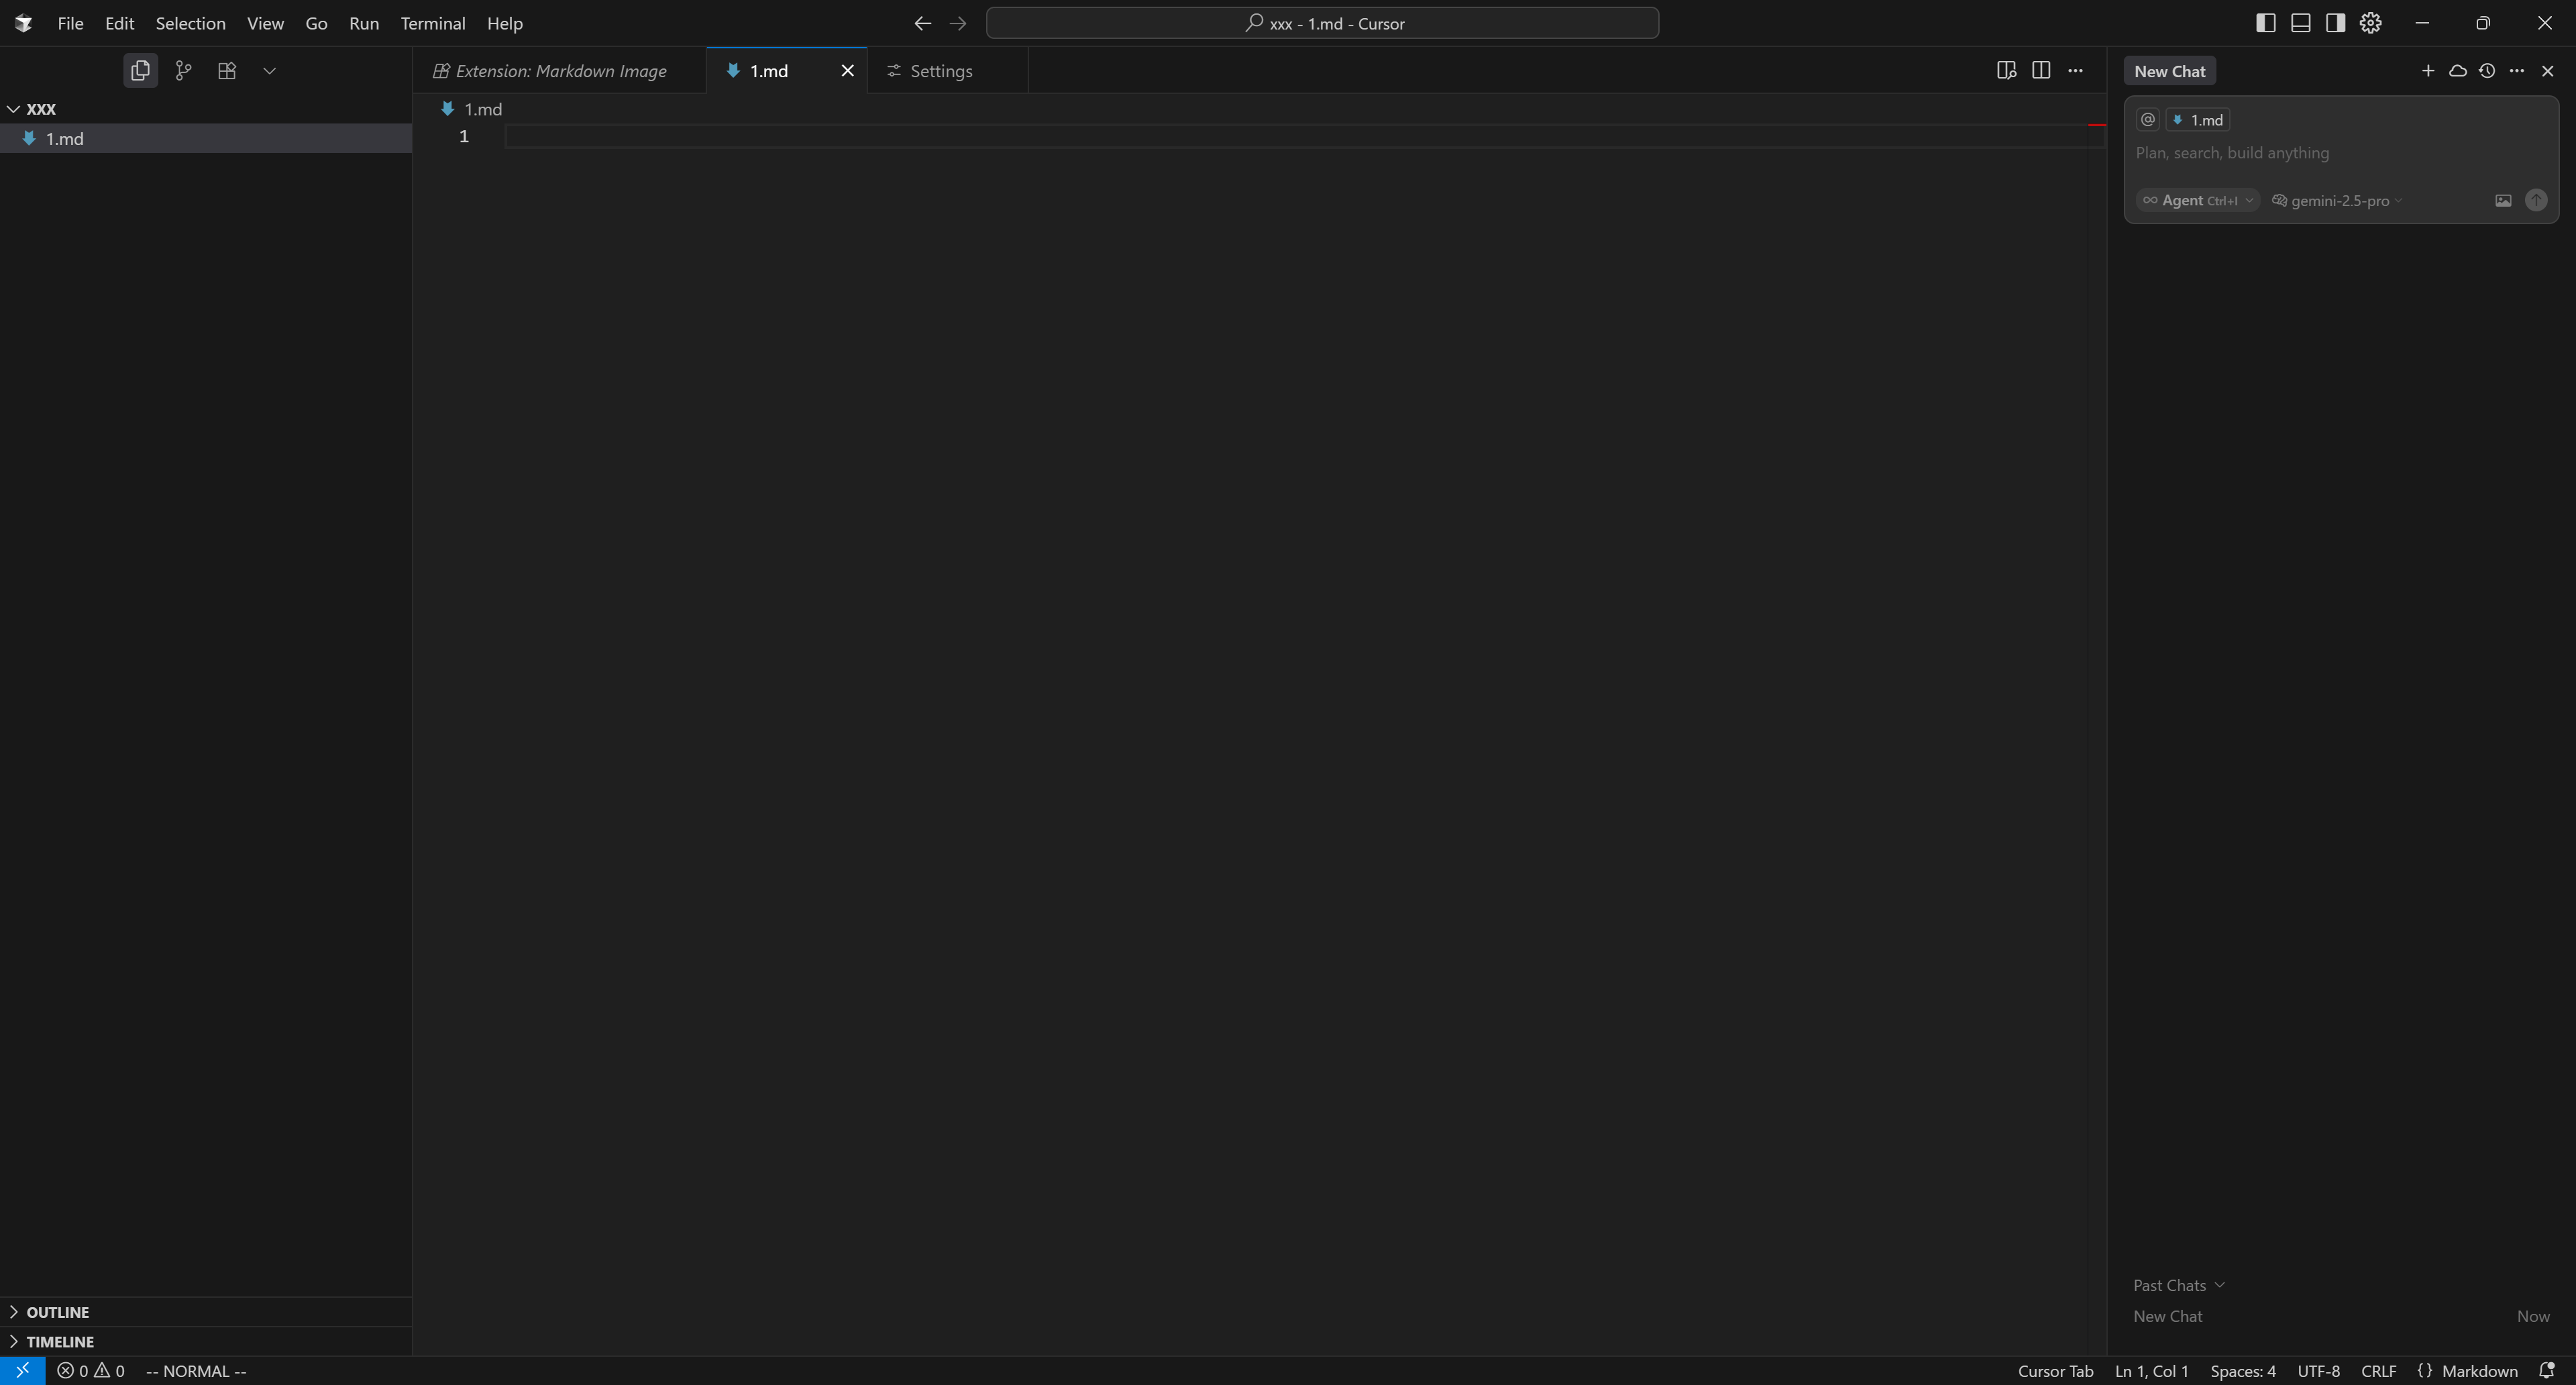 File Edit Selection View Go Run Terminal Help
xxx - 1.md - Cursor
Extension: Markdown Image
1.md
Settings
New Chat
XXX
1.md
1.md
1
@ 1.md
Plan, search, build anything
Agent Ctrl+I gemini-2.5-pro
Past Chats
New Chat Now
OUTLINE
TIMELINE
0 0 -- NORMAL --
Cursor Tab Ln 1, Col 1 Spaces: 4 UTF-8 CRLF {} Markdown